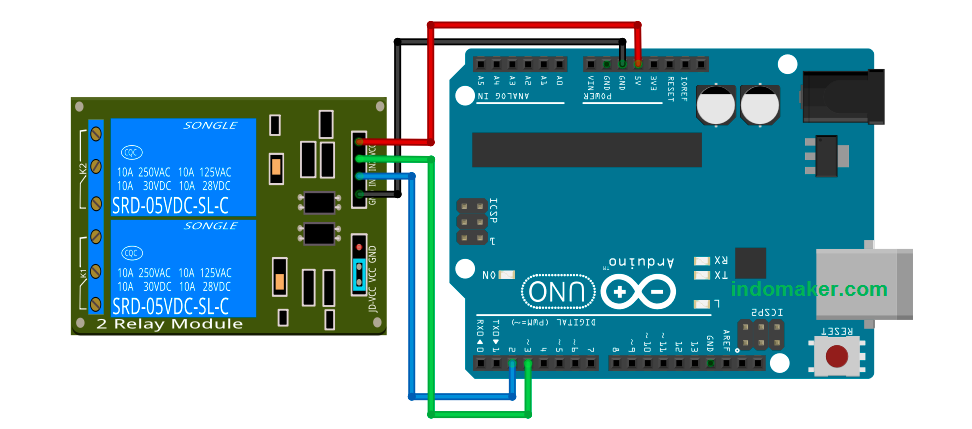 SONGLE
CQC
10A 250VAC 10A 125VAC
10A 30VDC 10A 28VDC
SRD-05VDC-SL-C
SONGLE
CQC
10A 250VAC 10A 125VAC
10A 30VDC 10A 28VDC
SRD-05VDC-SL-C
2 Relay Module
K2
K1
VCC
JD-VCC VCC GND
A5 A4 A3 A2 A1 A0
ANALOG IN
VIN GND GND 5V 3V3 RESET IOREF
POWER
ICSP
1
ON
UNO
Arduino
RX
TX
L
indomaker.com
ICSP2
RESET
DIGITAL (PWM=~)
RX0 0
TX0 1
2 ~3 4 ~5 ~6 7 8 ~9 ~10 ~11 12 13 GND AREF